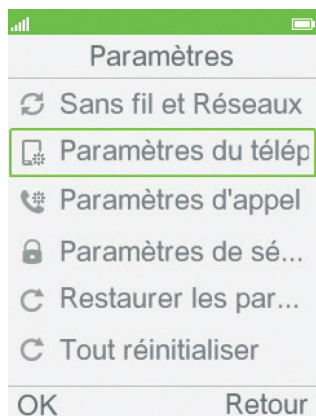 Paramètres
Sans fil et Réseaux
Paramètres du télép
Paramètres d'appel
Paramètres de sé...
Restaurer les par...
Tout réinitialiser
OK Retour